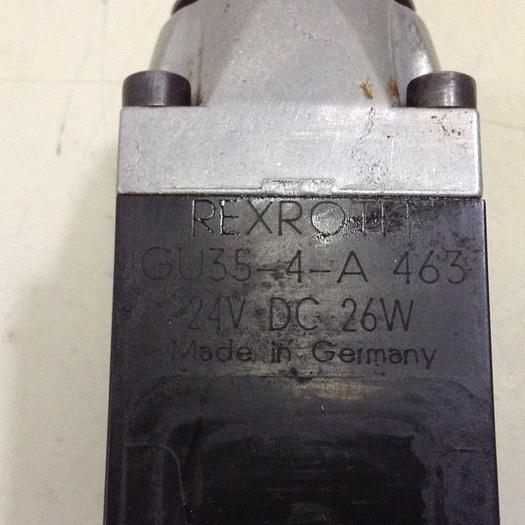 REXROTH
GU35-4-A 463
24V DC 26W
Made in Germany